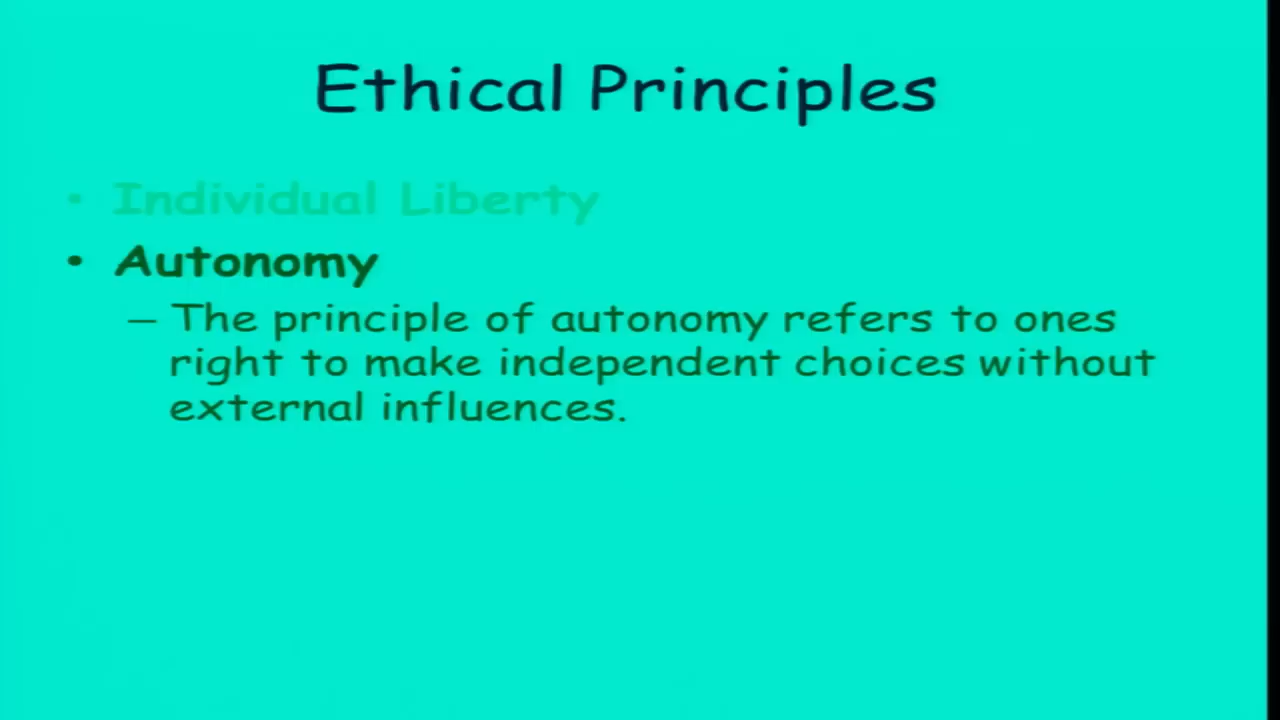 Ethical Principles
• Individual Liberty
• Autonomy
– The principle of autonomy refers to ones
right to make independent choices without
external influences.